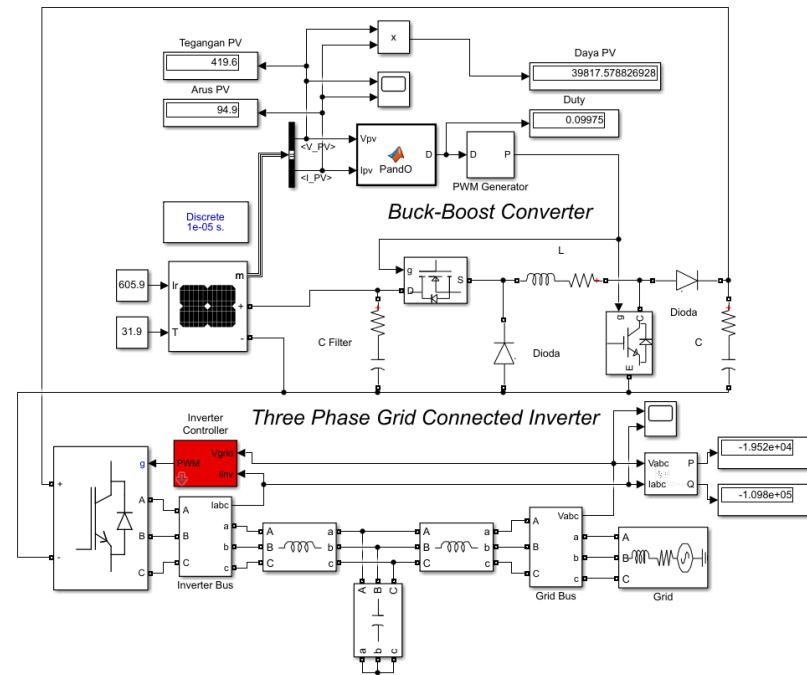 Tegangan PV
419.6
Arus PV
94.9
x
Daya PV
39817.578826928
Duty
0.09975
<V_PV>
<I_PV>
Vpv
Ipv
D
PandO
D
P
PWM Generator
Discrete
1e-05 s.
Buck-Boost Converter
605.9
31.9
Ir
T
m
+
-
g
D
S
L
C Filter
Dioda
g
C
E
Dioda
C
Three Phase Grid Connected Inverter
Inverter
Controller
PWM
Vgrid
Iinv
Vabc
Iabc
P
Q
-1.952e+04
-1.098e+05
+
-
g
A
B
C
A
B
C
Iabc
a
b
c
Inverter Bus
A
B
C
a
b
c
A
B
C
a
b
c
A
B
C
a
b
c
A
B
C
Vabc
a
b
c
Grid Bus
A
B
C
Grid